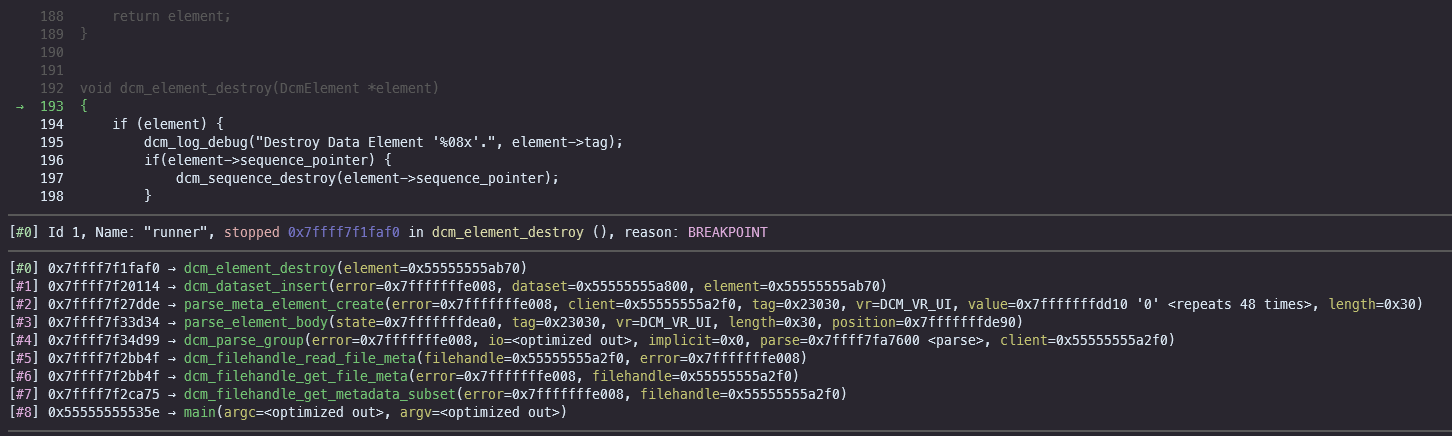 188      return element;
189  }
190
191
192  void dcm_element_destroy(DcmElement *element)
→  193  {
194      if (element) {
195          dcm_log_debug("Destroy Data Element '%08x'.", element->tag);
196          if(element->sequence_pointer) {
197              dcm_sequence_destroy(element->sequence_pointer);
198          }
[#0] Id 1, Name: "runner", stopped 0x7ffff7f1faf0 in dcm_element_destroy (), reason: BREAKPOINT
[#0] 0x7ffff7f1faf0 → dcm_element_destroy(element=0x55555555ab70)
[#1] 0x7ffff7f20114 → dcm_dataset_insert(error=0x7fffffffe008, dataset=0x55555555a800, element=0x55555555ab70)
[#2] 0x7ffff7f27dde → parse_meta_element_create(error=0x7fffffffe008, client=0x55555555a2f0, tag=0x23030, vr=DCM_VR_UI, value=0x7fffffffdd10 '0' <repeats 48 times>, length=0x30)
[#3] 0x7ffff7f33d34 → parse_element_body(state=0x7fffffffdea0, tag=0x23030, vr=DCM_VR_UI, length=0x30, position=0x7fffffffde90)
[#4] 0x7ffff7f34d99 → dcm_parse_group(error=0x7fffffffe008, io=<optimized out>, implicit=0x0, parse=0x7ffff7fa7600 <parse>, client=0x55555555a2f0)
[#5] 0x7ffff7f2bb4f → dcm_filehandle_read_file_meta(filehandle=0x55555555a2f0, error=0x7fffffffe008)
[#6] 0x7ffff7f2bb4f → dcm_filehandle_get_file_meta(error=0x7fffffffe008, filehandle=0x55555555a2f0)
[#7] 0x7ffff7f2ca75 → dcm_filehandle_get_metadata_subset(error=0x7fffffffe008, filehandle=0x55555555a2f0)
[#8] 0x55555555535e → main(argc=<optimized out>, argv=<optimized out>)